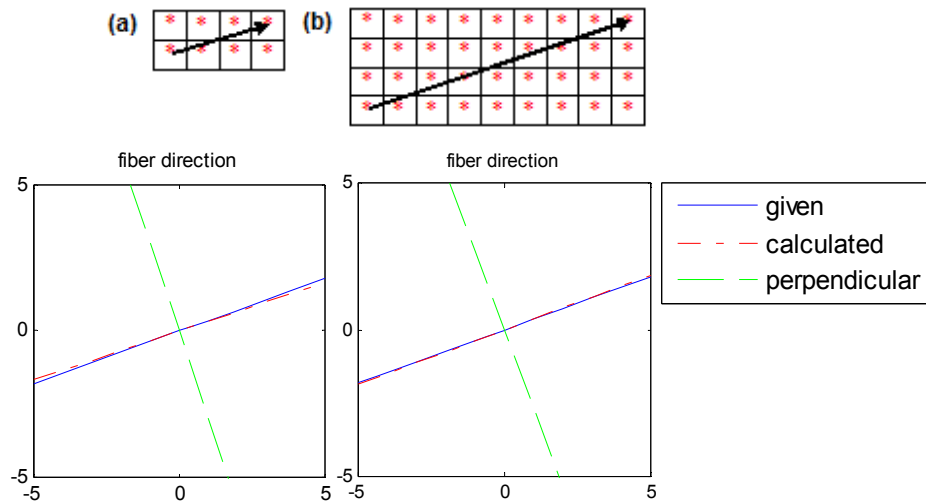 (a) (b)
* * * * * * * * * * * * *
* * * * * * * * * * * * *
* * * * * * * * *
* * * * * * * * *
fiber direction fiber direction
5 5
0 0
-5 -5
-5 0 5 -5 0 5
given
calculated
perpendicular